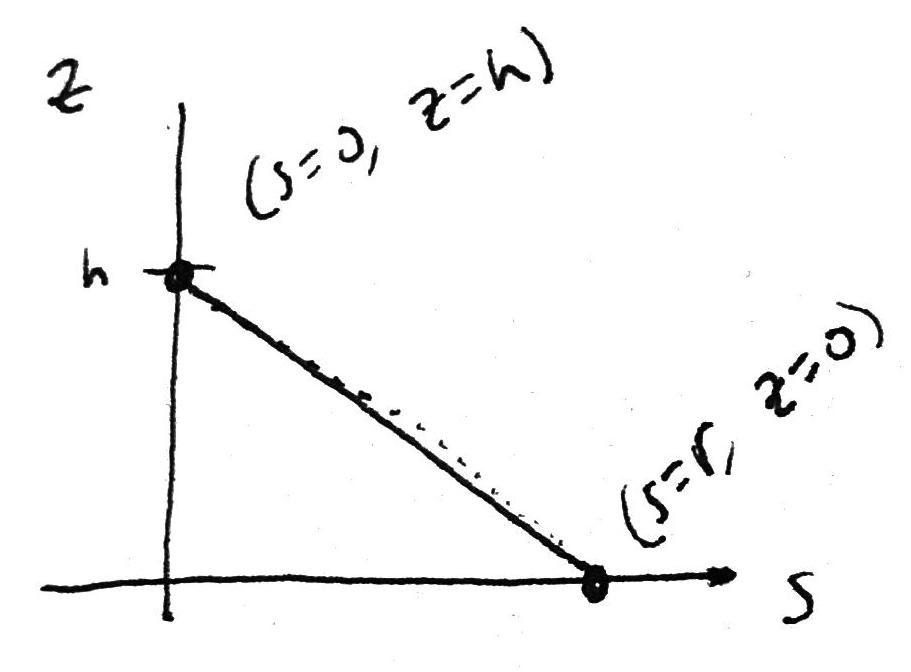 z
(s=0, z=h)
h
(s=r, z=0)
s